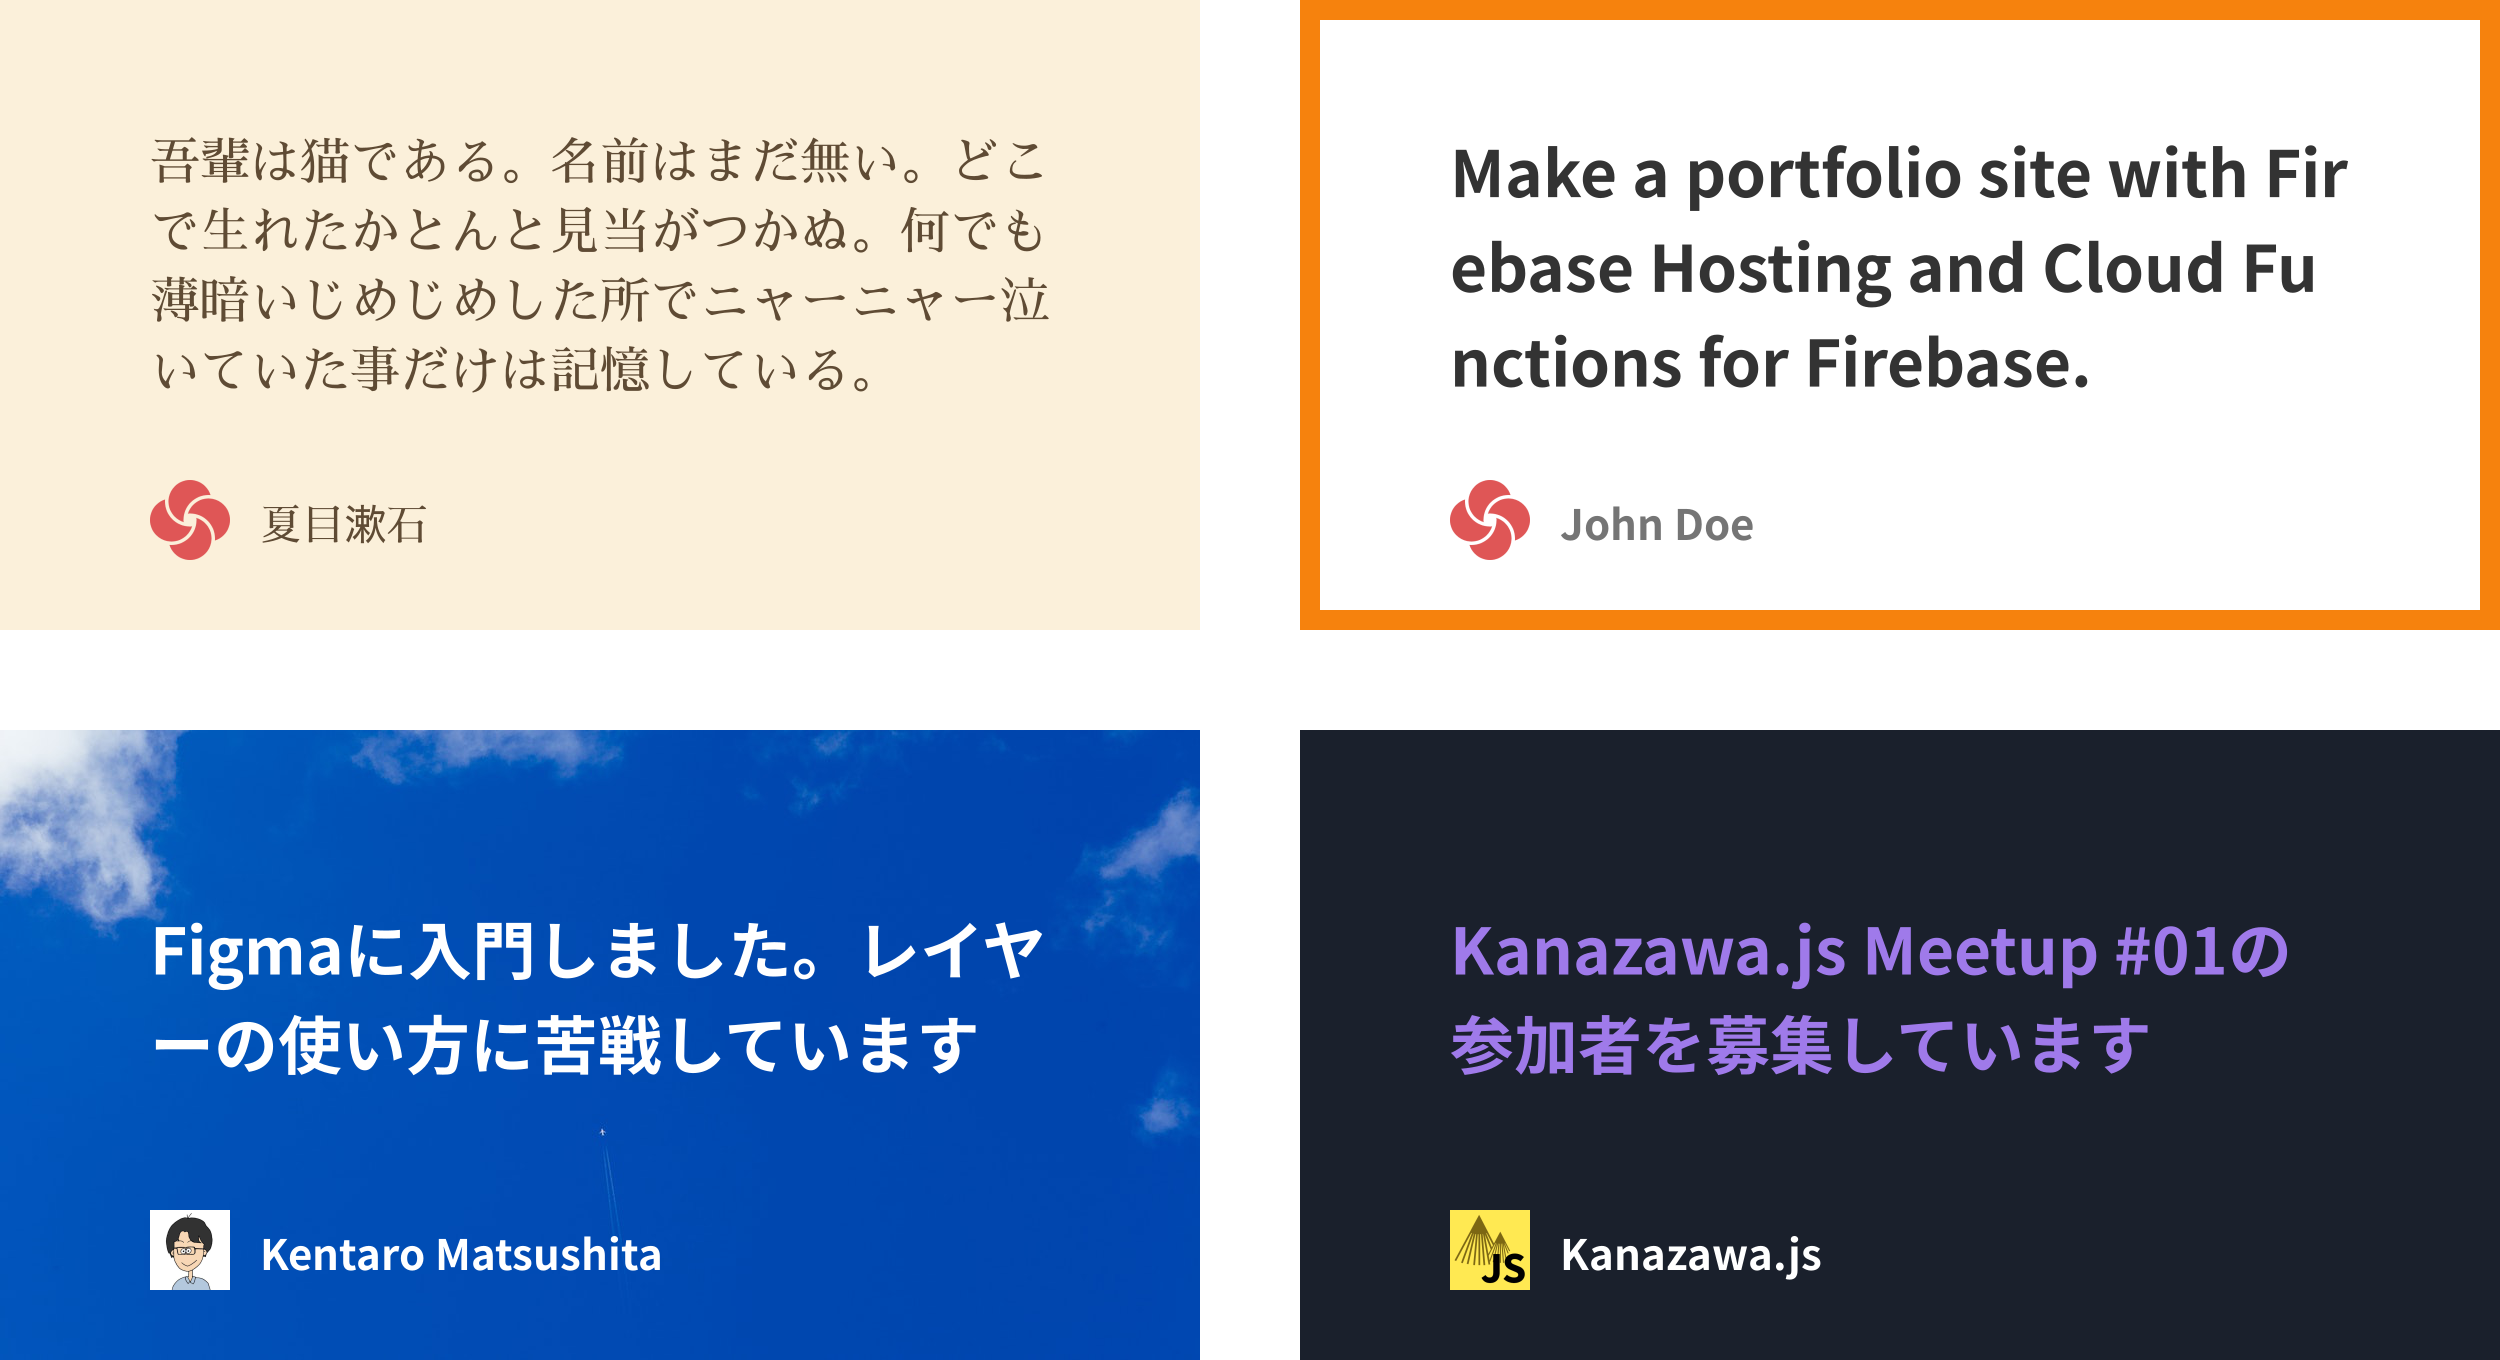 吾輩は猫である。名前はまだ無い。どこ
で生れたかとんと見当がつかぬ。何でも
薄暗いじめじめした所でニャーニャー泣
いていた事だけは記憶している。
夏目漱石
Make a portfolio site with Fir
ebase Hosting and Cloud Fu
nctions for Firebase.
John Doe
Figmaに入門しました。レイヤ
ーの使い方に苦戦しています
Kentaro Matsushita
Kanazawa.js Meetup #01の
参加者を募集しています
JS
Kanazawa.js